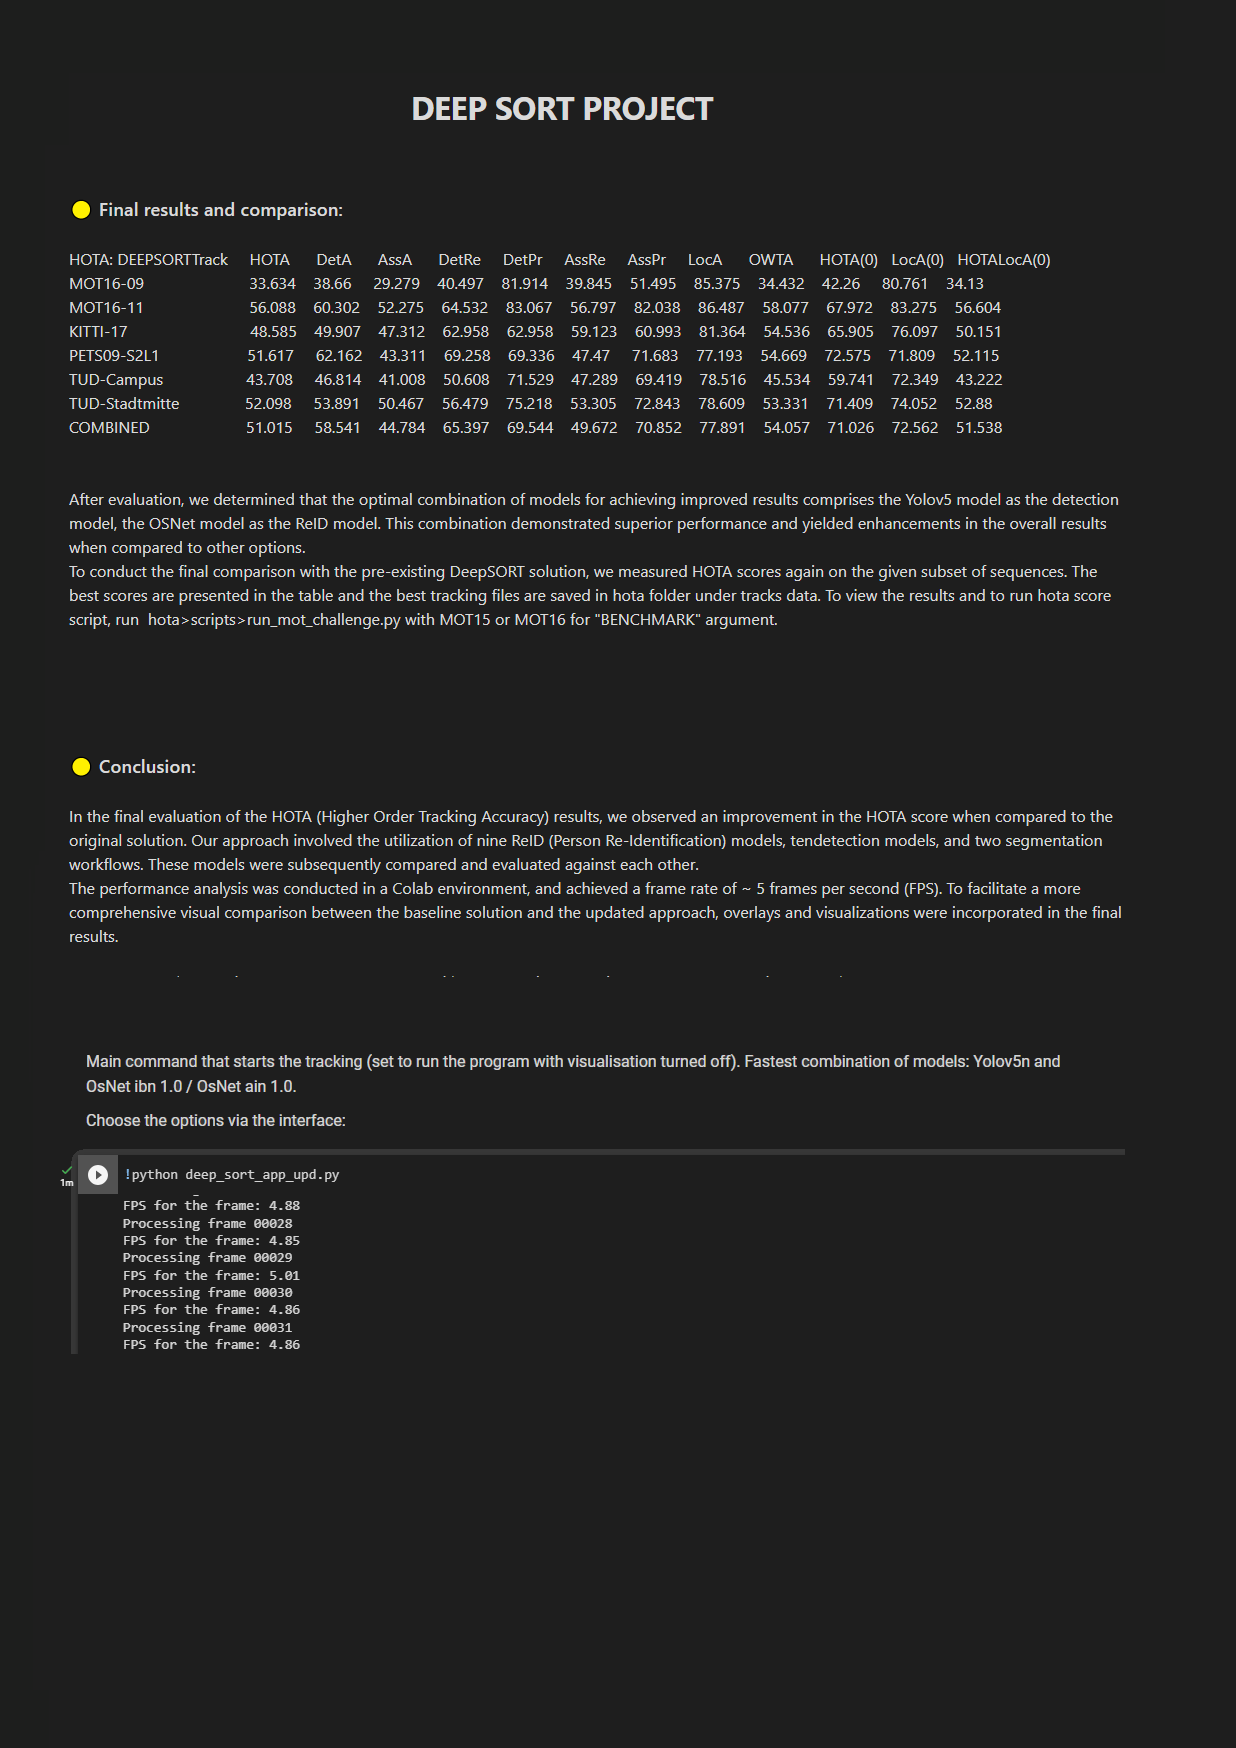 DEEP SORT PROJECT
Final results and comparison:
HOTA: DEEPSORTTrack HOTA DetA AssA DetRe DetPr AssRe AssPr LocA OWTA HOTA(0) LocA(0) HOTALocA(0)
MOT16-09 33.634 38.66 29.279 40.497 81.914 39.845 51.495 85.375 34.432 42.26 80.761 34.13
MOT16-11 56.088 60.302 52.275 64.532 83.067 56.797 82.038 86.487 58.077 67.972 83.275 56.604
KITTI-17 48.585 49.907 47.312 62.958 62.958 59.123 60.993 81.364 54.536 65.905 76.097 50.151
PETS09-S2L1 51.617 62.162 43.311 69.258 69.336 47.47 71.683 77.193 54.669 72.575 71.809 52.115
TUD-Campus 43.708 46.814 41.008 50.608 71.529 47.289 69.419 78.516 45.534 59.741 72.349 43.222
TUD-Stadtmitte 52.098 53.891 50.467 56.479 75.218 53.305 72.843 78.609 53.331 71.409 74.052 52.88
COMBINED 51.015 58.541 44.784 65.397 69.544 49.672 70.852 77.891 54.057 71.026 72.562 51.538
After evaluation, we determined that the optimal combination of models for achieving improved results comprises the Yolov5 model as the detection
model, the OSNet model as the ReID model. This combination demonstrated superior performance and yielded enhancements in the overall results
when compared to other options.
To conduct the final comparison with the pre-existing DeepSORT solution, we measured HOTA scores again on the given subset of sequences. The
best scores are presented in the table and the best tracking files are saved in hota folder under tracks data. To view the results and to run hota score
script, run hota>scripts>run_mot_challenge.py with MOT15 or MOT16 for "BENCHMARK" argument.
Conclusion:
In the final evaluation of the HOTA (Higher Order Tracking Accuracy) results, we observed an improvement in the HOTA score when compared to the
original solution. Our approach involved the utilization of nine ReID (Person Re-Identification) models, tendetection models, and two segmentation
workflows. These models were subsequently compared and evaluated against each other.
The performance analysis was conducted in a Colab environment, and achieved a frame rate of ~ 5 frames per second (FPS). To facilitate a more
comprehensive visual comparison between the baseline solution and the updated approach, overlays and visualizations were incorporated in the final
results.
Main command that starts the tracking (set to run the program with visualisation turned off). Fastest combination of models: Yolov5n and
OsNet ibn 1.0 / OsNet ain 1.0.
Choose the options via the interface:
1m !python deep_sort_app_upd.py
FPS for the frame: 4.88
Processing frame 00028
FPS for the frame: 4.85
Processing frame 00029
FPS for the frame: 5.01
Processing frame 00030
FPS for the frame: 4.86
Processing frame 00031
FPS for the frame: 4.86